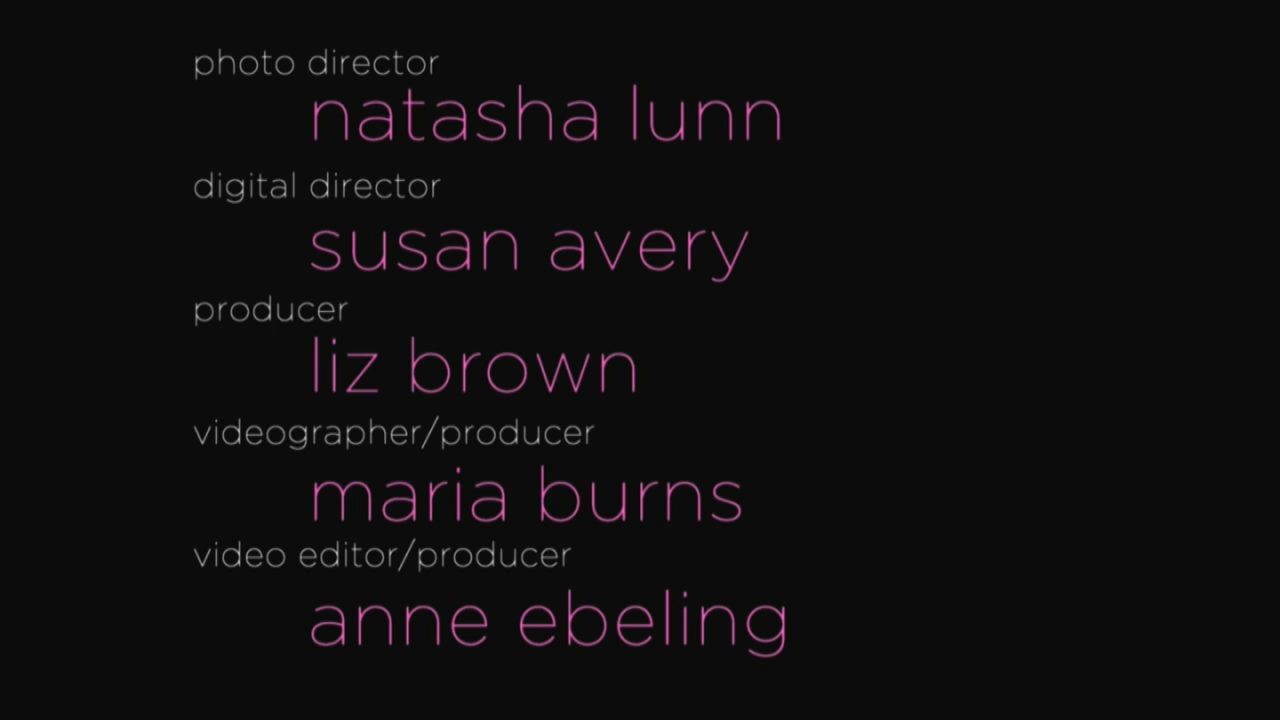 photo director
natasha lunn
digital director
susan avery
producer
liz brown
videographer/producer
maria burns
video editor/producer
anne ebeling